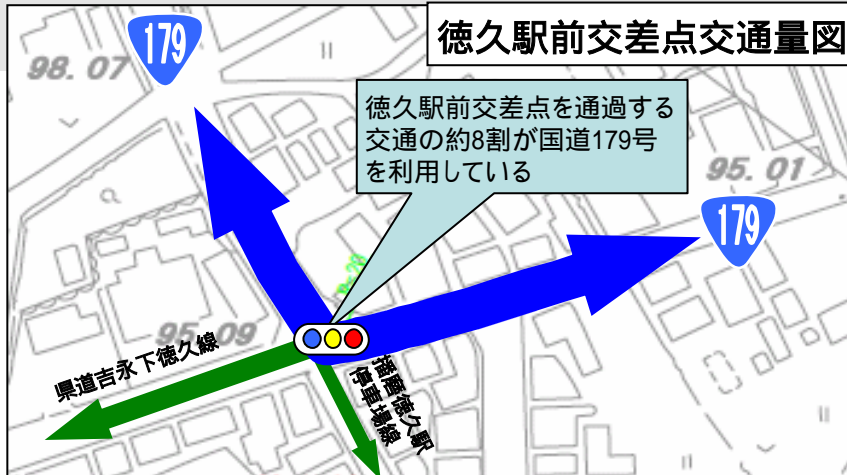 徳久駅前交差点交通量図
179
98.07
徳久駅前交差点を通過する
交通の約8割が国道179号
を利用している
95.01
179
95.09
県道吉永下徳久線
播磨徳久駅
停車場線